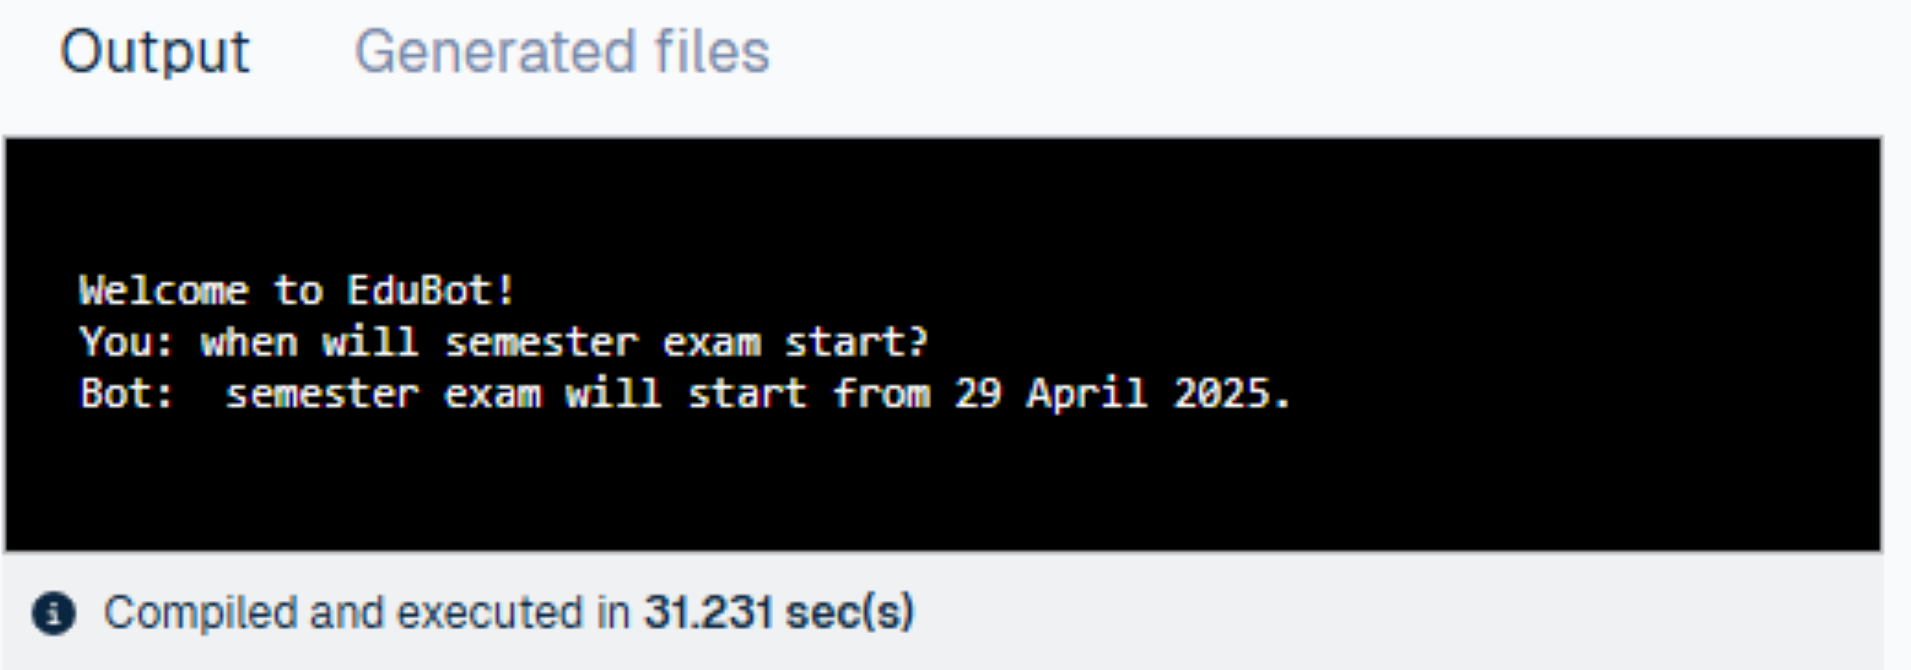 Output Generated files
Welcome to EduBot!
You: when will semester exam start?
Bot:  semester exam will start from 29 April 2025.
Compiled and executed in 31.231 sec(s)